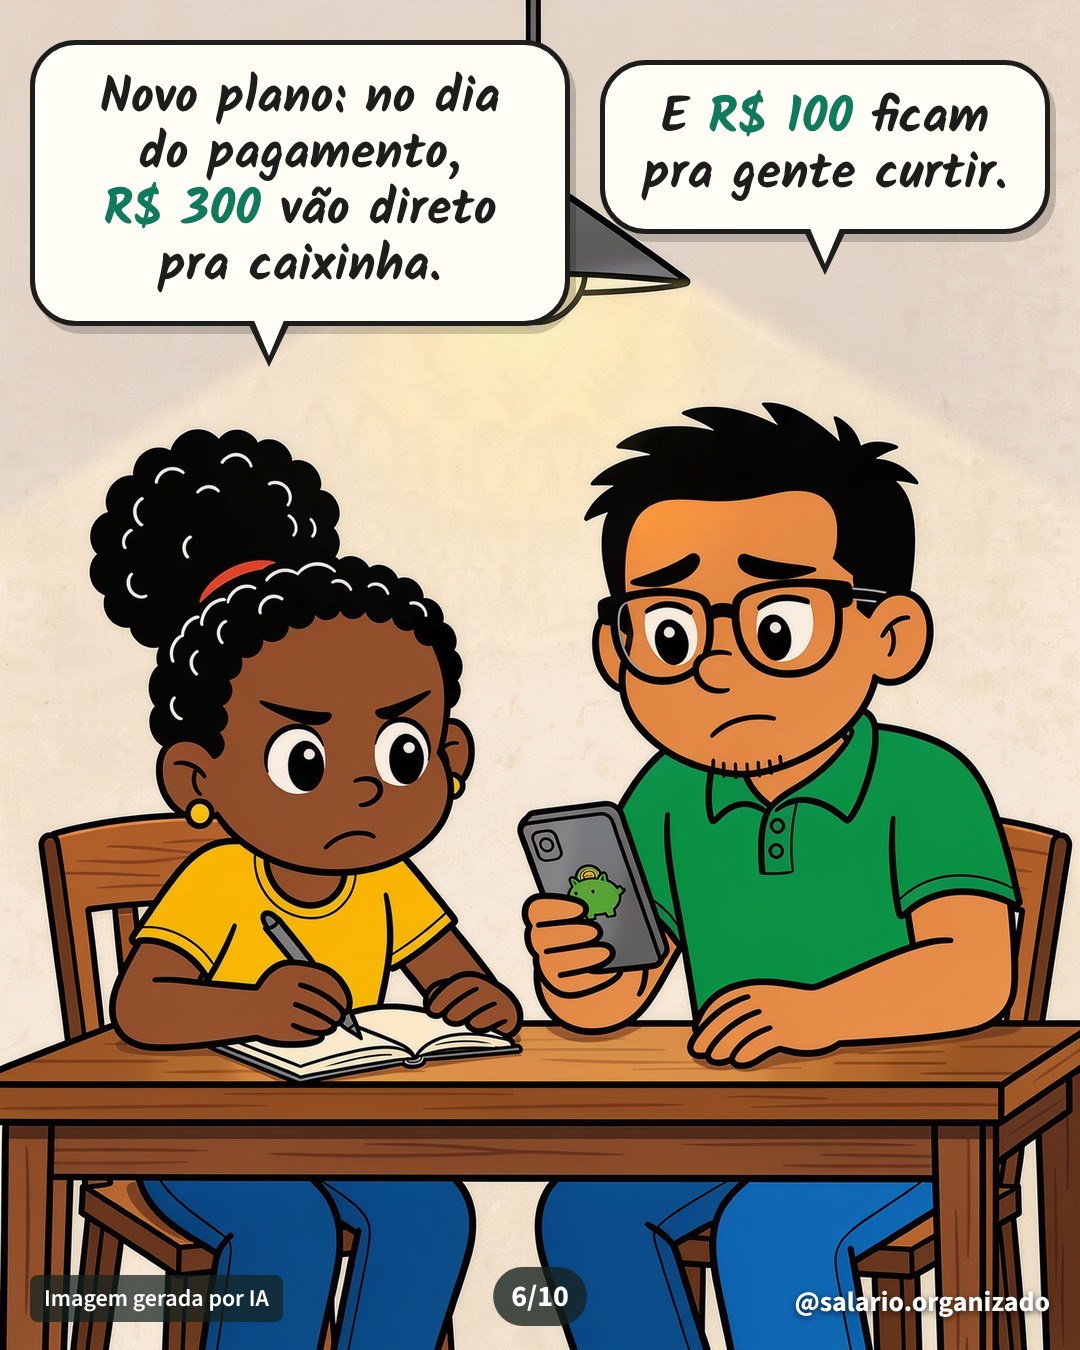 Novo plano: no dia
do pagamento,
R$ 300 vão direto
pra caixinha.
E R$ 100 ficam
pra gente curtir.
Imagem gerada por IA
6/10
@salario.organizado